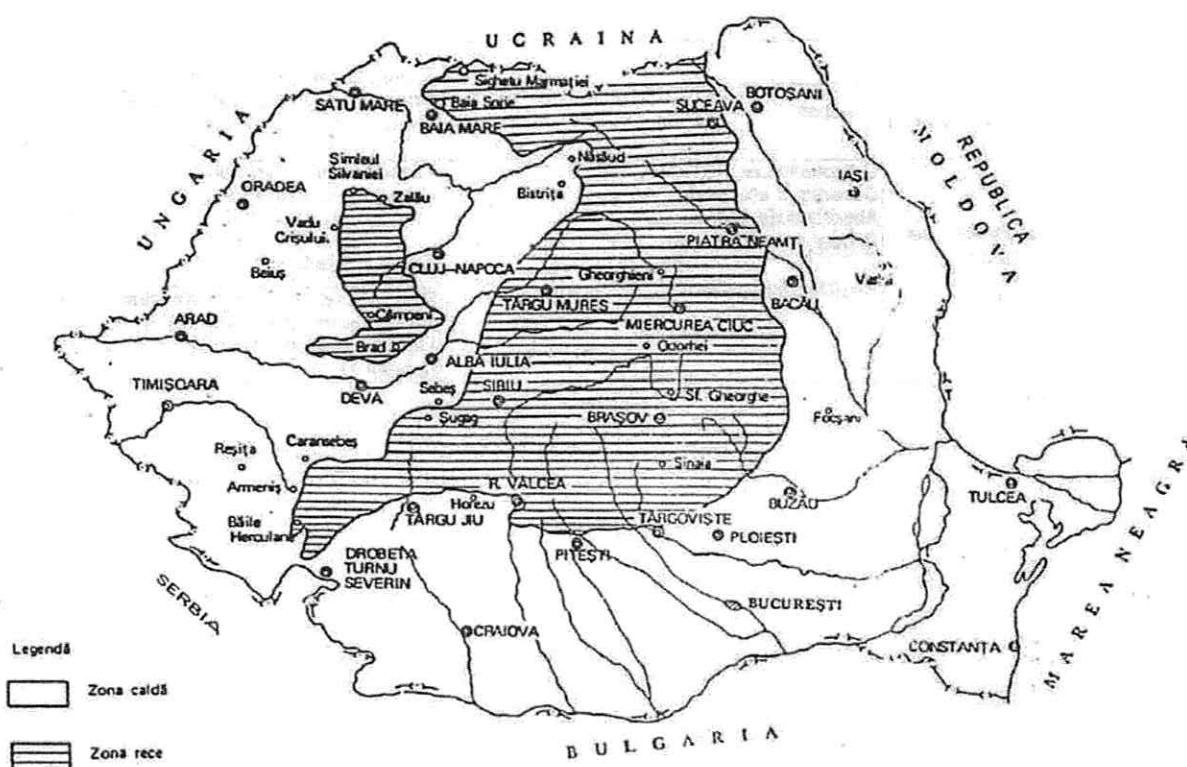 UCRAINA
Sighetu Marmației
SATU MARE
Baia Sprie
BAIA MARE
SUCEAVA
BOTOȘANI
UNGARIA
REPUBLICA
MOLDOVA
Șimleul
Silvaniei
Năsăud
ORADEA
Zalău
Bistrița
IAȘI
Vadu
Crișului
PIATRA NEAMȚ
Beiuș
CLUJ-NAPOCA
Gheorghieni
Vaslui
BACĂU
TÂRGU MUREȘ
ARAD
Câmpeni
MIERCUREA CIUC
Brad
Odorhei
ALBA IULIA
TIMIȘOARA
DEVA
Sebeș
SIBIU
Sf. Gheorghe
Șugag
BRAȘOV
Focșani
Reșița
Caransebeș
Sinaia
Armeniș
R. VÂLCEA
TULCEA
Horezu
BUZĂU
TÂRGU JIU
TÂRGOVIȘTE
Băile
Herculane
PLOIEȘTI
PITEȘTI
DROBETA
TURNU
SEVERIN
SERBIA
BUCUREȘTI
CRAIOVA
CONSTANȚA
MAREA NEAGRĂ
BULGARIA
Legendă
Zona caldă
Zona rece